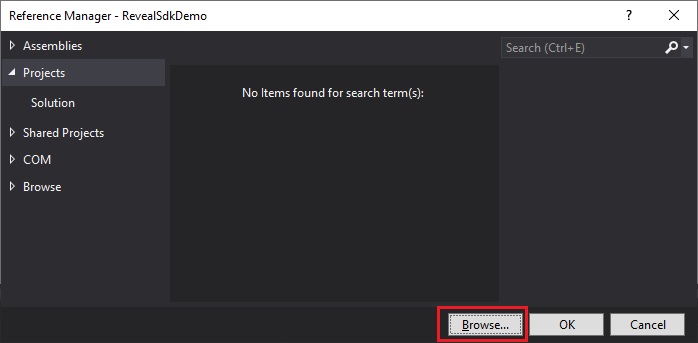 Reference Manager - RevealSdkDemo
?
Assemblies
Search (Ctrl+E)
Projects
Solution
No Items found for search term(s):
Shared Projects
COM
Browse
Browse...
OK
Cancel